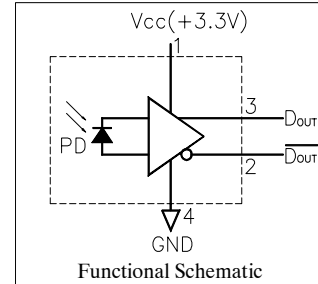 Vcc(+3.3V)
1
3
DOUT
PD
DOUT
2
4
GND
Functional Schematic